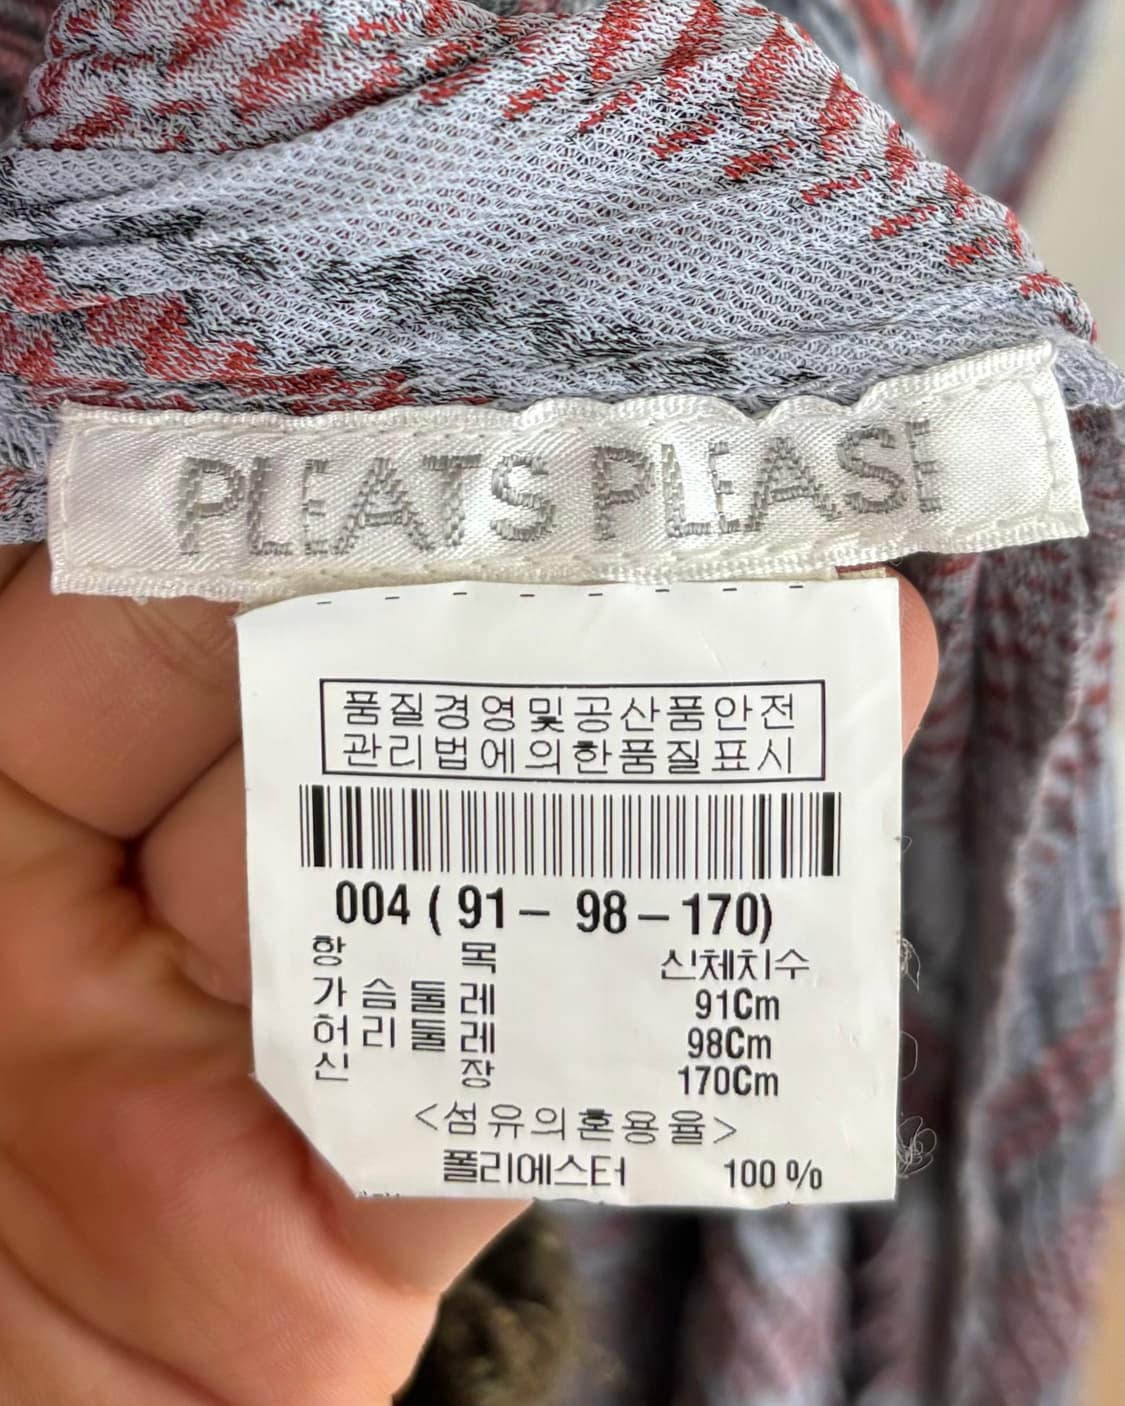 PLEATS PLEASE
품질경영및공산품안전
관리법에의한품질표시
004 ( 91 – 98 – 170)
항 목 신체치수
가슴둘레 91Cm
허리둘레 98Cm
신 장 170Cm
<섬유의혼용율>
폴리에스터 100 %